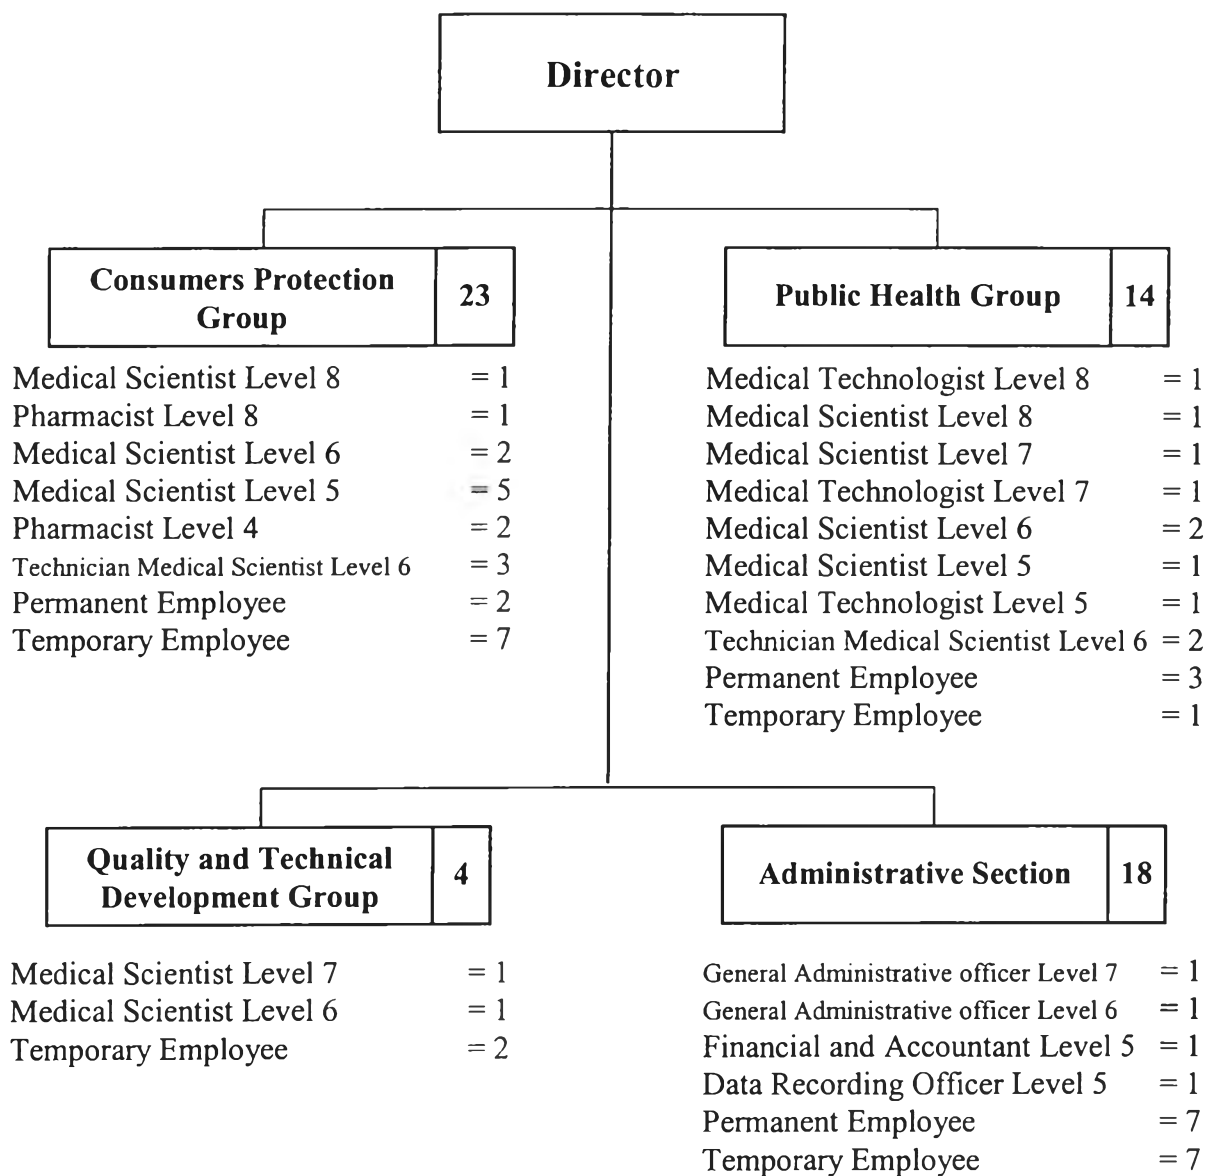 Director
Consumers Protection
Group
23
Medical Scientist Level 8 = 1
Pharmacist Level 8 = 1
Medical Scientist Level 6 = 2
Medical Scientist Level 5 = 5
Pharmacist Level 4 = 2
Technician Medical Scientist Level 6 = 3
Permanent Employee = 2
Temporary Employee = 7
Public Health Group 14
Medical Technologist Level 8 = 1
Medical Scientist Level 8 = 1
Medical Scientist Level 7 = 1
Medical Technologist Level 7 = 1
Medical Scientist Level 6 = 2
Medical Scientist Level 5 = 1
Medical Technologist Level 5 = 1
Technician Medical Scientist Level 6 = 2
Permanent Employee = 3
Temporary Employee = 1
Quality and Technical
Development Group
4
Medical Scientist Level 7 = 1
Medical Scientist Level 6 = 1
Temporary Employee = 2
Administrative Section 18
General Administrative officer Level 7 = 1
General Administrative officer Level 6 = 1
Financial and Accountant Level 5 = 1
Data Recording Officer Level 5 = 1
Permanent Employee = 7
Temporary Employee = 7